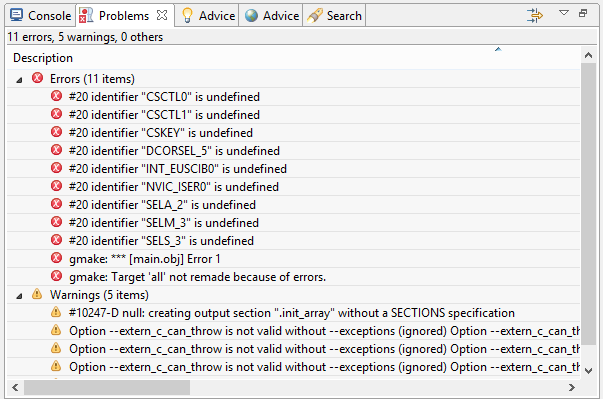 Console Problems Advice Advice Search
11 errors, 5 warnings, 0 others
Description
Errors (11 items)
#20 identifier "CSCTL0" is undefined
#20 identifier "CSCTL1" is undefined
#20 identifier "CSKEY" is undefined
#20 identifier "DCORSEL_5" is undefined
#20 identifier "INT_EUSCIB0" is undefined
#20 identifier "NVIC_ISER0" is undefined
#20 identifier "SELA_2" is undefined
#20 identifier "SELM_3" is undefined
#20 identifier "SELS_3" is undefined
gmake: *** [main.obj] Error 1
gmake: Target 'all' not remade because of errors.
Warnings (5 items)
#10247-D null: creating output section ".init_array" without a SECTIONS specification
Option --extern_c_can_throw is not valid without --exceptions (ignored) Option --extern_c_can_th
Option --extern_c_can_throw is not valid without --exceptions (ignored) Option --extern_c_can_th
Option --extern_c_can_throw is not valid without --exceptions (ignored) Option --extern_c_can_th